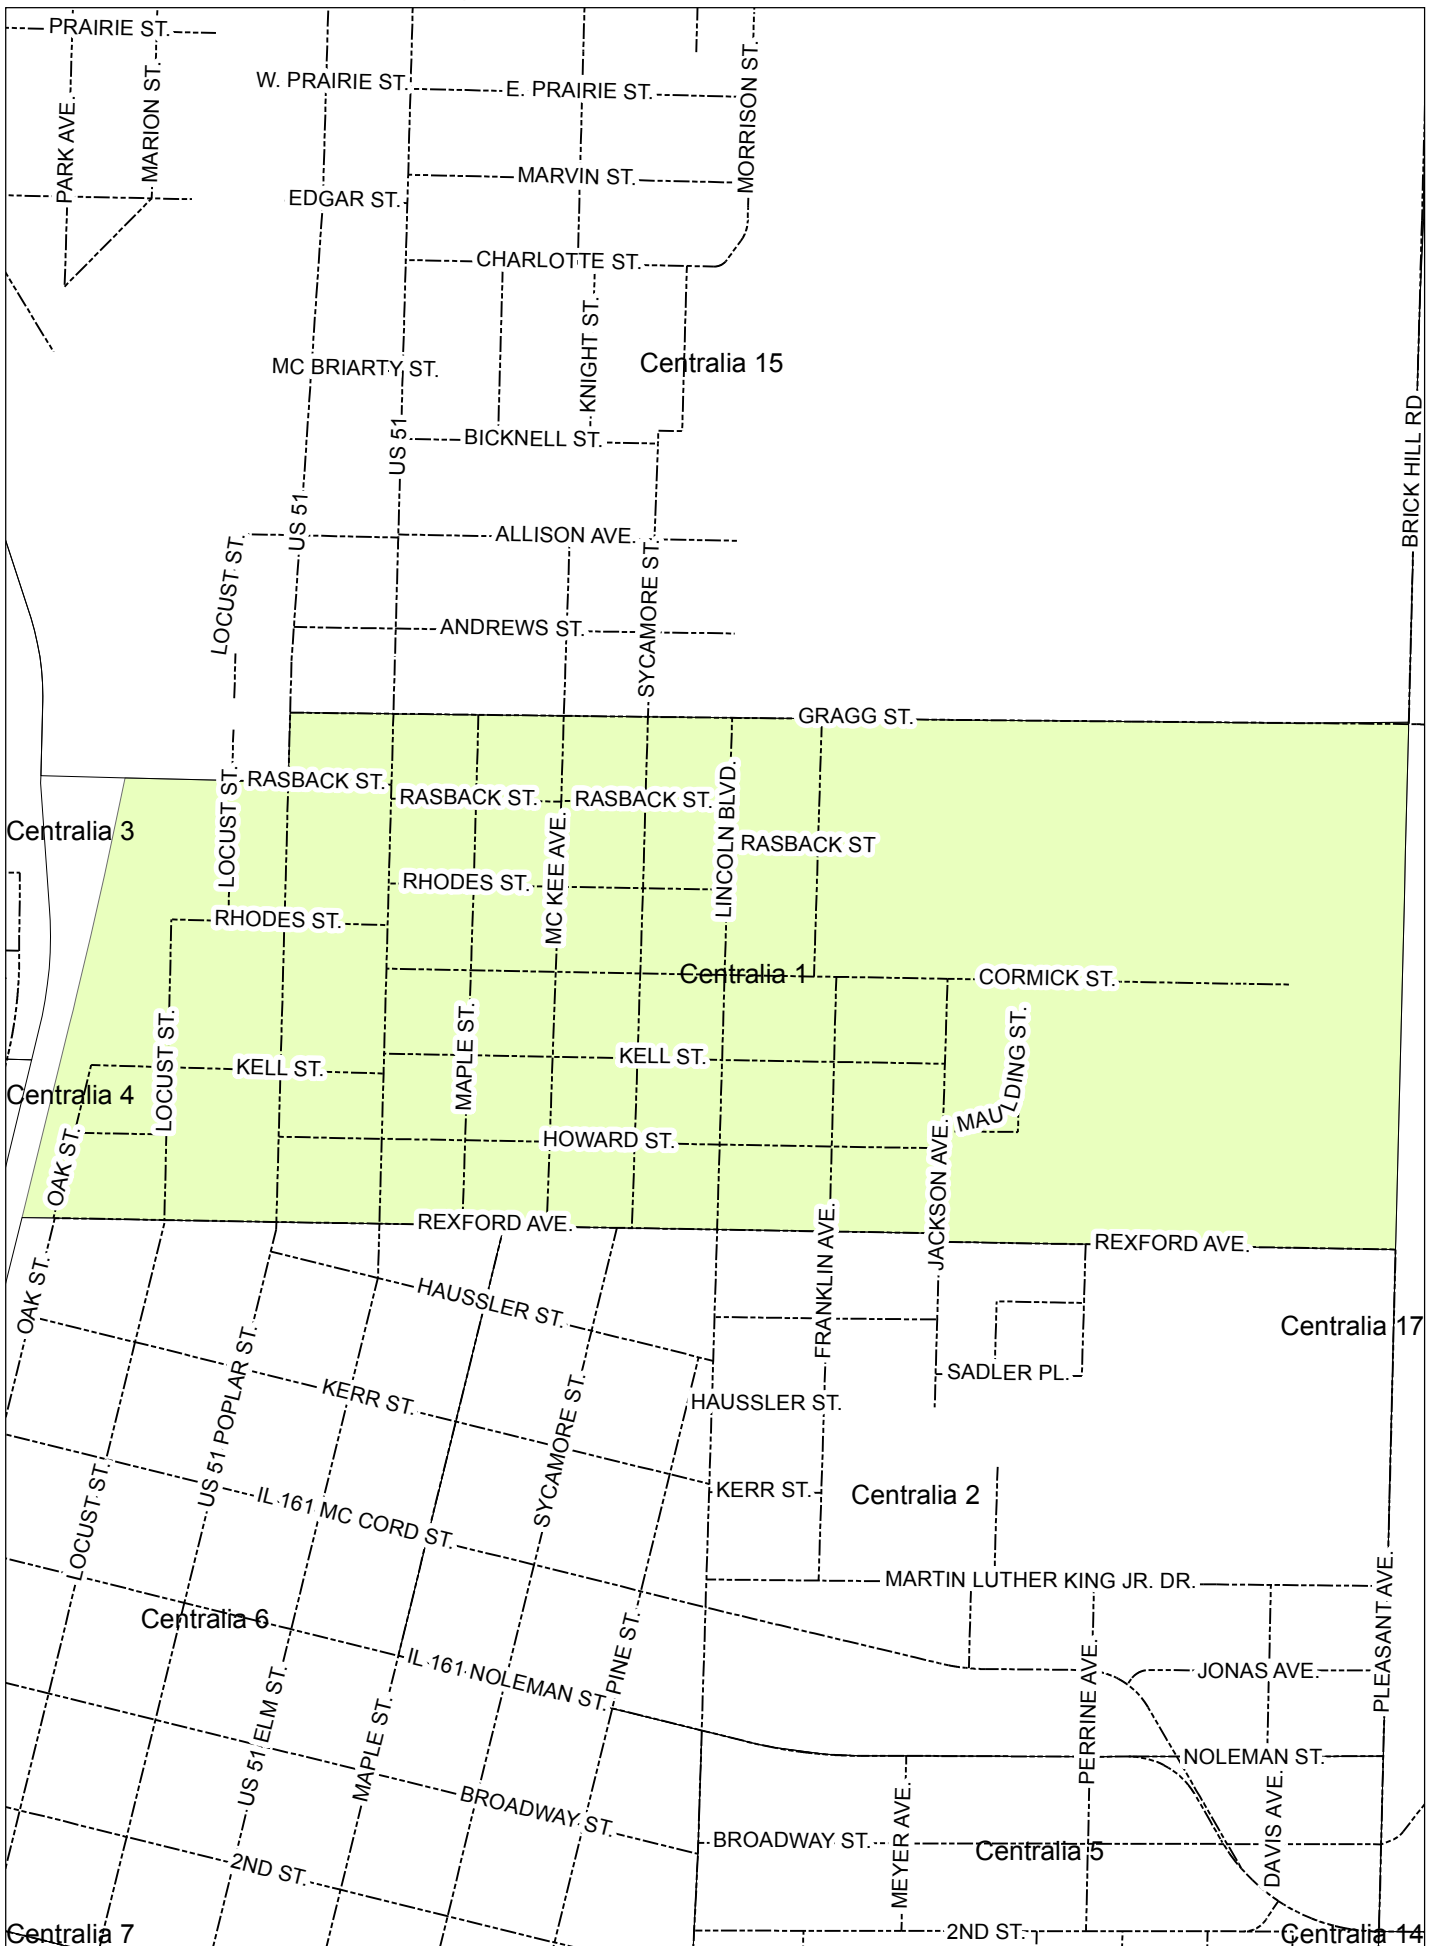 PRAIRIE ST.
PARK AVE.
MARION ST.
W. PRAIRIE ST.
E. PRAIRIE ST.
MORRISON ST.
MARVIN ST.
EDGAR ST.
CHARLOTTE ST.
KNIGHT ST.
MC BRIARTY ST.
Centralia 15
BICKNELL ST.
US 51
US 51
BRICK HILL RD
ALLISON AVE.
LOCUST ST.
SYCAMORE ST.
ANDREWS ST.
GRAGG ST.
RASBACK ST.
RASBACK ST.
RASBACK ST.
LINCOLN BLVD.
RASBACK ST
Centralia 3
LOCUST ST.
MC KEE AVE.
RHODES ST.
RHODES ST.
Centralia 1
CORMICK ST.
LOCUST ST.
MAPLE ST.
MAULDING ST.
KELL ST.
KELL ST.
Centralia 4
HOWARD ST.
OAK ST.
JACKSON AVE.
FRANKLIN AVE.
REXFORD AVE.
REXFORD AVE.
OAK ST.
HAUSSLER ST.
Centralia 17
US 51 POPLAR ST.
KERR ST.
SYCAMORE ST.
SADLER PL.
HAUSSLER ST.
LOCUST ST.
IL 161 MC CORD ST.
KERR ST.
Centralia 2
MARTIN LUTHER KING JR. DR.
PLEASANT AVE.
Centralia 6
PINE ST.
IL 161 NOLEMAN ST.
JONAS AVE.
PERRINE AVE.
US 51 ELM ST.
MAPLE ST.
NOLEMAN ST.
BROADWAY ST.
MEYER AVE.
DAVIS AVE.
BROADWAY ST.
Centralia 5
2ND ST.
Centralia 7
2ND ST.
Centralia 14